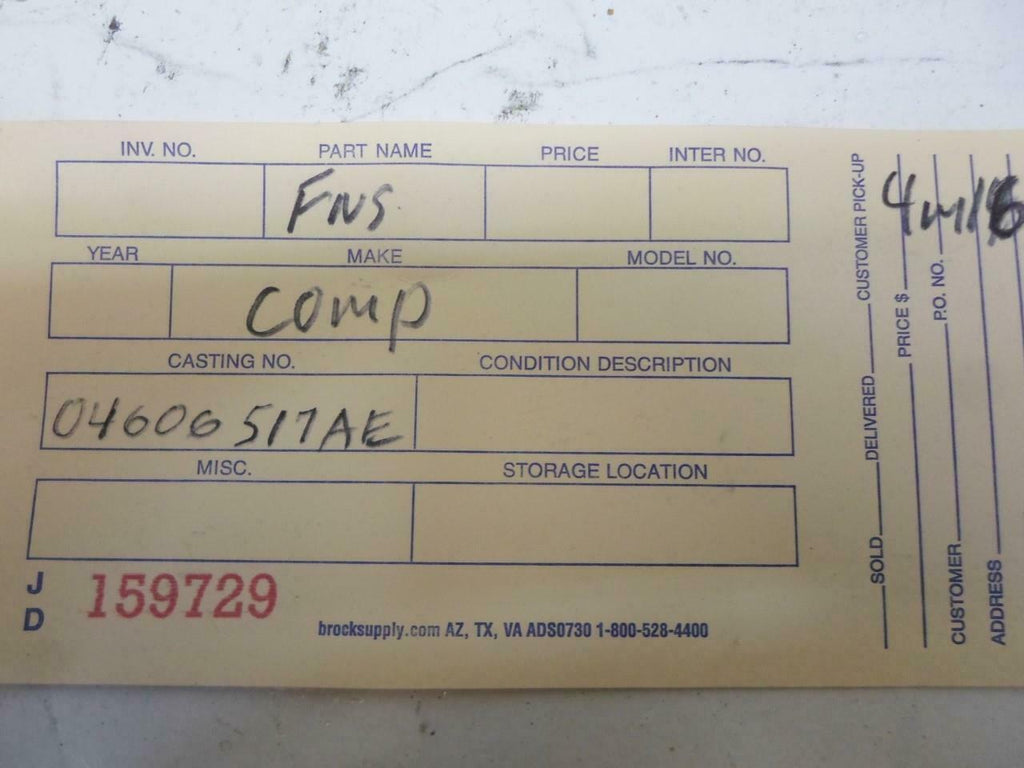 INV. NO. PART NAME PRICE INTER NO.
FNS
YEAR MAKE MODEL NO.
COMP
CASTING NO. CONDITION DESCRIPTION
04606517AE
MISC. STORAGE LOCATION
J D
159729
brocksupply.com AZ, TX, VA ADS0730 1-800-528-4400
SOLD DELIVERED CUSTOMER PICK-UP
PRICE $
CUSTOMER P.O. NO.
ADDRESS